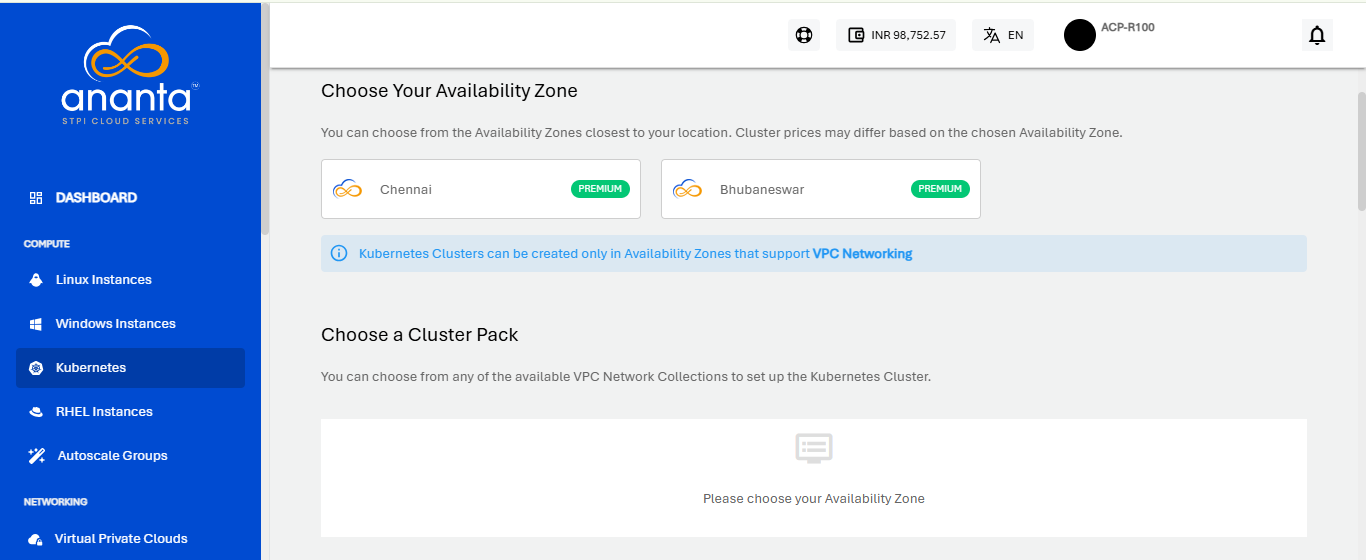 ananta
TM
STPI CLOUD SERVICES
DASHBOARD
COMPUTE
Linux Instances
Windows Instances
Kubernetes
RHEL Instances
Autoscale Groups
NETWORKING
Virtual Private Clouds
INR 98,752.57
EN
ACP-R100
Choose Your Availability Zone
You can choose from the Availability Zones closest to your location. Cluster prices may differ based on the chosen Availability Zone.
Chennai PREMIUM
Bhubaneswar PREMIUM
Kubernetes Clusters can be created only in Availability Zones that support VPC Networking
Choose a Cluster Pack
You can choose from any of the available VPC Network Collections to set up the Kubernetes Cluster.
Please choose your Availability Zone